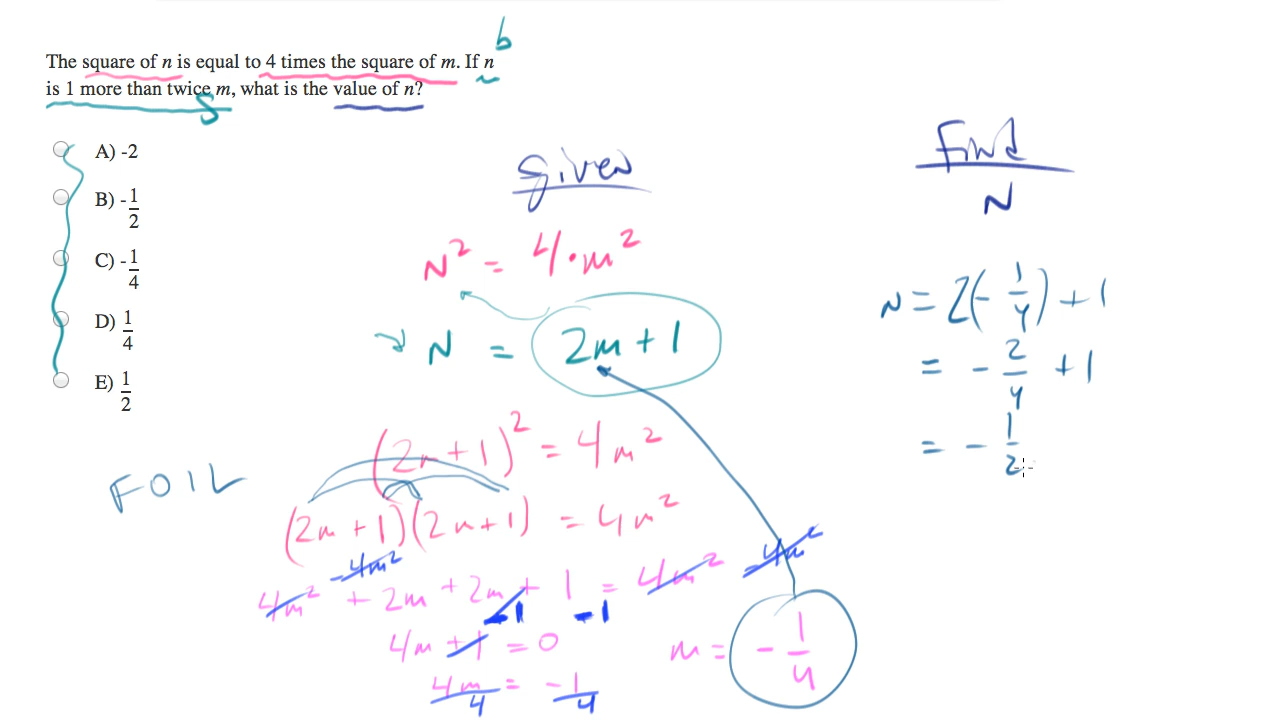 The square of n is equal to 4 times the square of m. If n
is 1 more than twice m, what is the value of n?
b
s
A) -2
B) -1/2
C) -1/4
D) 1/4
E) 1/2
FOIL
given
N² = 4·m²
N = 2m+1
(2m+1)² = 4m²
(2m+1)(2m+1) = 4m²
-4m² -4m²
4m² + 2m + 2m + 1 = 4m²
-1 -1
4m + 1 = 0
4m/4 = -1/4
m = -1/4
Find
N
N = 2(-1/4) + 1
= -2/4 + 1
= -1/2